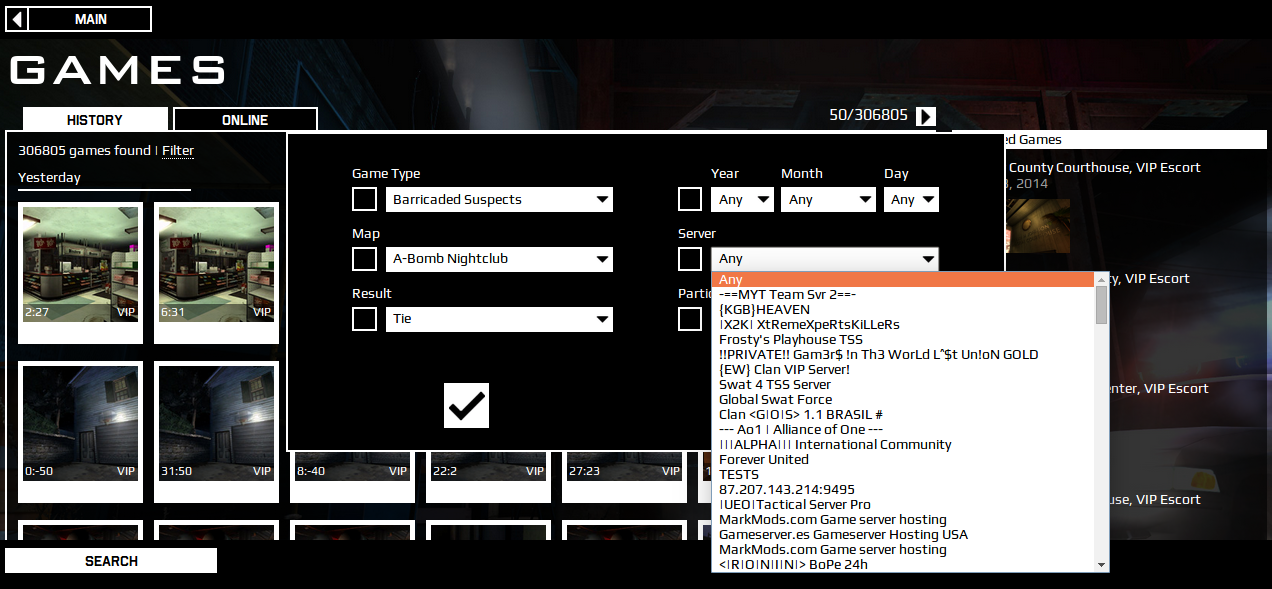 MAIN
GAMES
HISTORY
ONLINE
50/306805
306805 games found | Filter
Yesterday
2:27 VIP
6:31 VIP
0:-50 VIP
31:50 VIP
8:-40 VIP
22:2 VIP
27:23 VIP
Game Type
Barricaded Suspects
Map
A-Bomb Nightclub
Result
Tie
Year Month Day
Any Any Any
Server
Any
Any
-==MYT Team Svr 2==-
{KGB}HEAVEN
|X2K| XtRemeXpeRtsKiLLeRs
Frosty's Playhouse TSS
!!PRIVATE!! Gam3r$ !n Th3 WorLd L^$t Un!oN GOLD
{EW} Clan VIP Server!
Swat 4 TSS Server
Global Swat Force
Clan <G|O|S> 1.1 BRASIL #
--- Ao1 | Alliance of One ---
|||ALPHA||| International Community
Forever United
TESTS
87.207.143.214:9495
|UEO|Tactical Server Pro
MarkMods.com Game server hosting
Gameserver.es Gameserver Hosting USA
MarkMods.com Game server hosting
<|R|O|N|I|N|> BoPe 24h
Games
County Courthouse, VIP Escort
, 2014
, VIP Escort
, VIP Escort
, VIP Escort
SEARCH